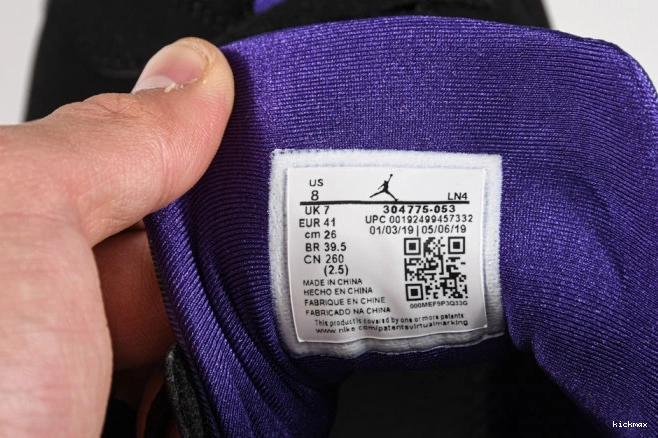 US
8
LN4
UK 7
304775-053
EUR 41
UPC 00192499457332
cm 26
01/03/19 | 05/06/19
BR 39.5
CN 260
(2.5)
MADE IN CHINA
HECHO EN CHINA
FABRIQUE EN CHINE
FABRICADO NA CHINA
000MEF9P3Q33G
This product is covered by one or more patents
www.nike.com/patentsvirtualmarking
kickmax